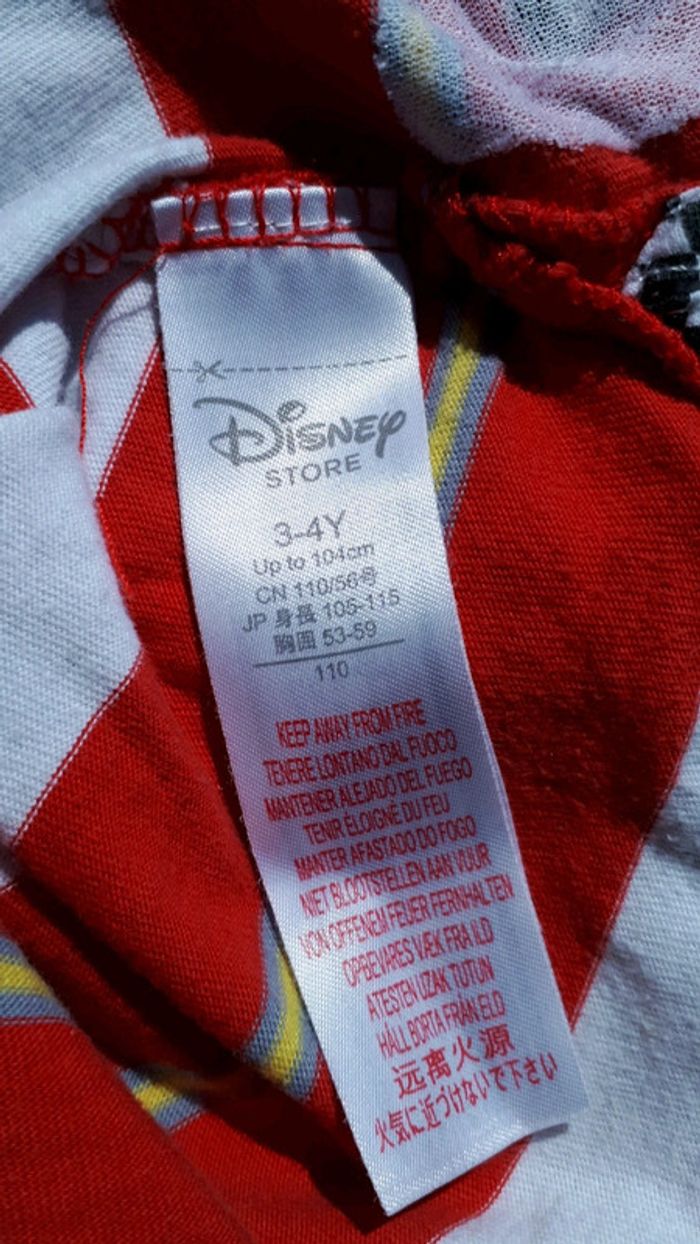 Disney
STORE
3-4Y
Up to 104cm
CN 110/56号
JP 身長 105-115
胸囲 53-59
110
KEEP AWAY FROM FIRE
TENERE LONTANO DAL FUOCO
MANTENER ALEJADO DEL FUEGO
TENIR ÉLOIGNÉ DU FEU
MANTER AFASTADO DO FOGO
NIET BLOOTSTELLEN AAN VUUR
VON OFFENEM FEUER FERNHALTEN
OPBEVARES VÆK FRA ILD
ATESTEN UZAK TUTUN
HÅLL BORTA FRÅN ELD
远离火源
火気に近づけないで下さい